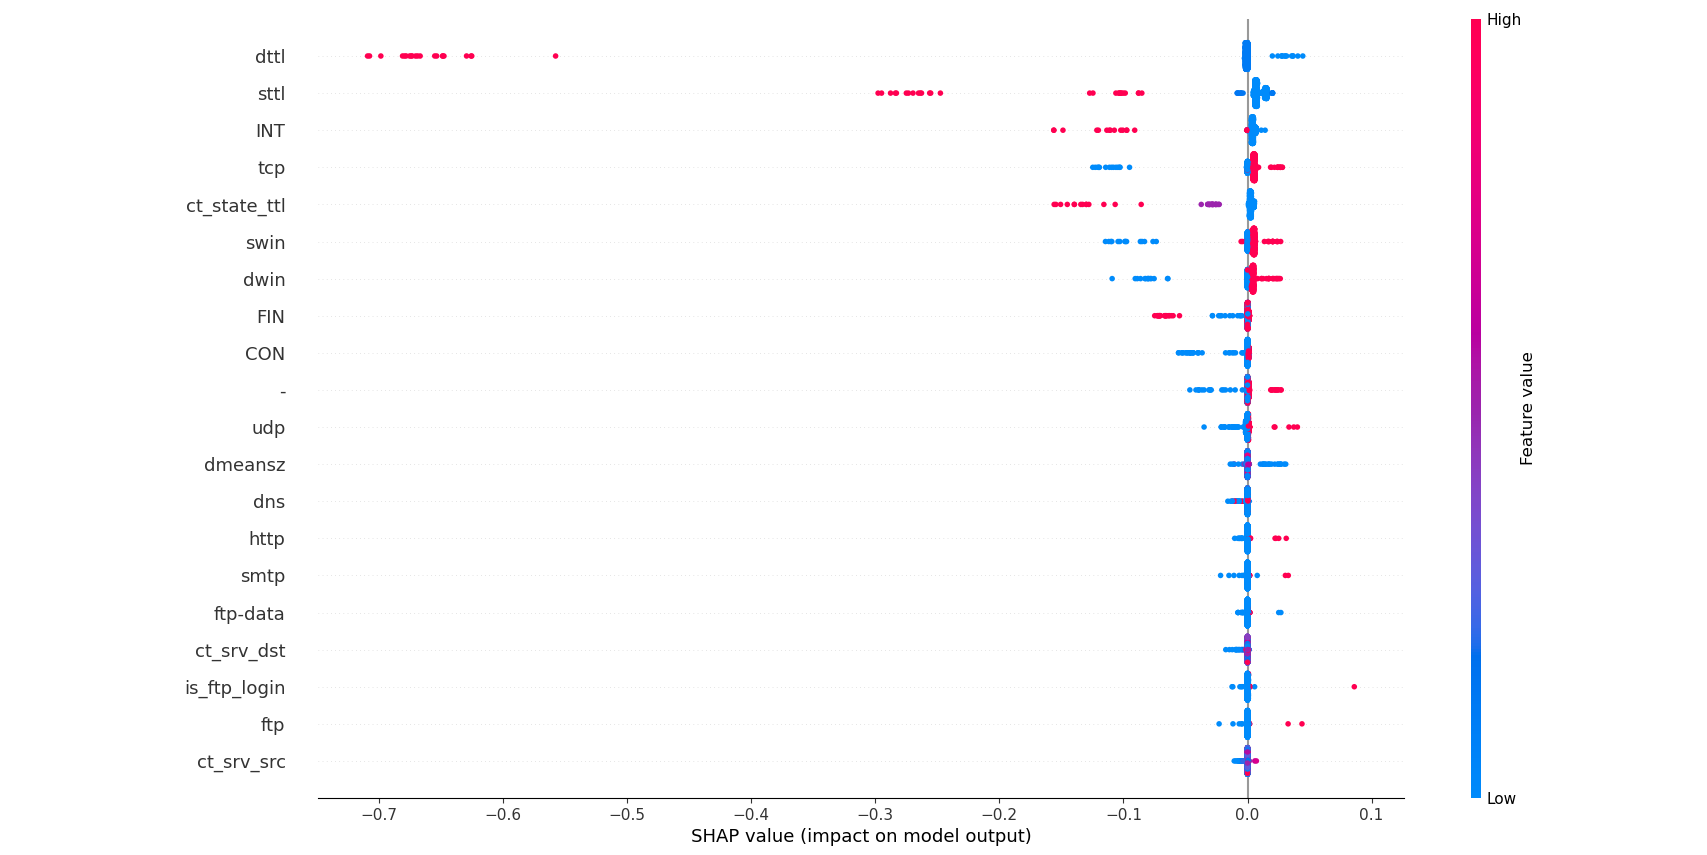 High
dttl
sttl
INT
tcp
ct_state_ttl
swin
dwin
FIN
CON
-
udp
dmeansz
dns
http
smtp
ftp-data
ct_srv_dst
is_ftp_login
ftp
ct_srv_src
Feature value
Low
−0.7 −0.6 −0.5 −0.4 −0.3 −0.2 −0.1 0.0 0.1
SHAP value (impact on model output)